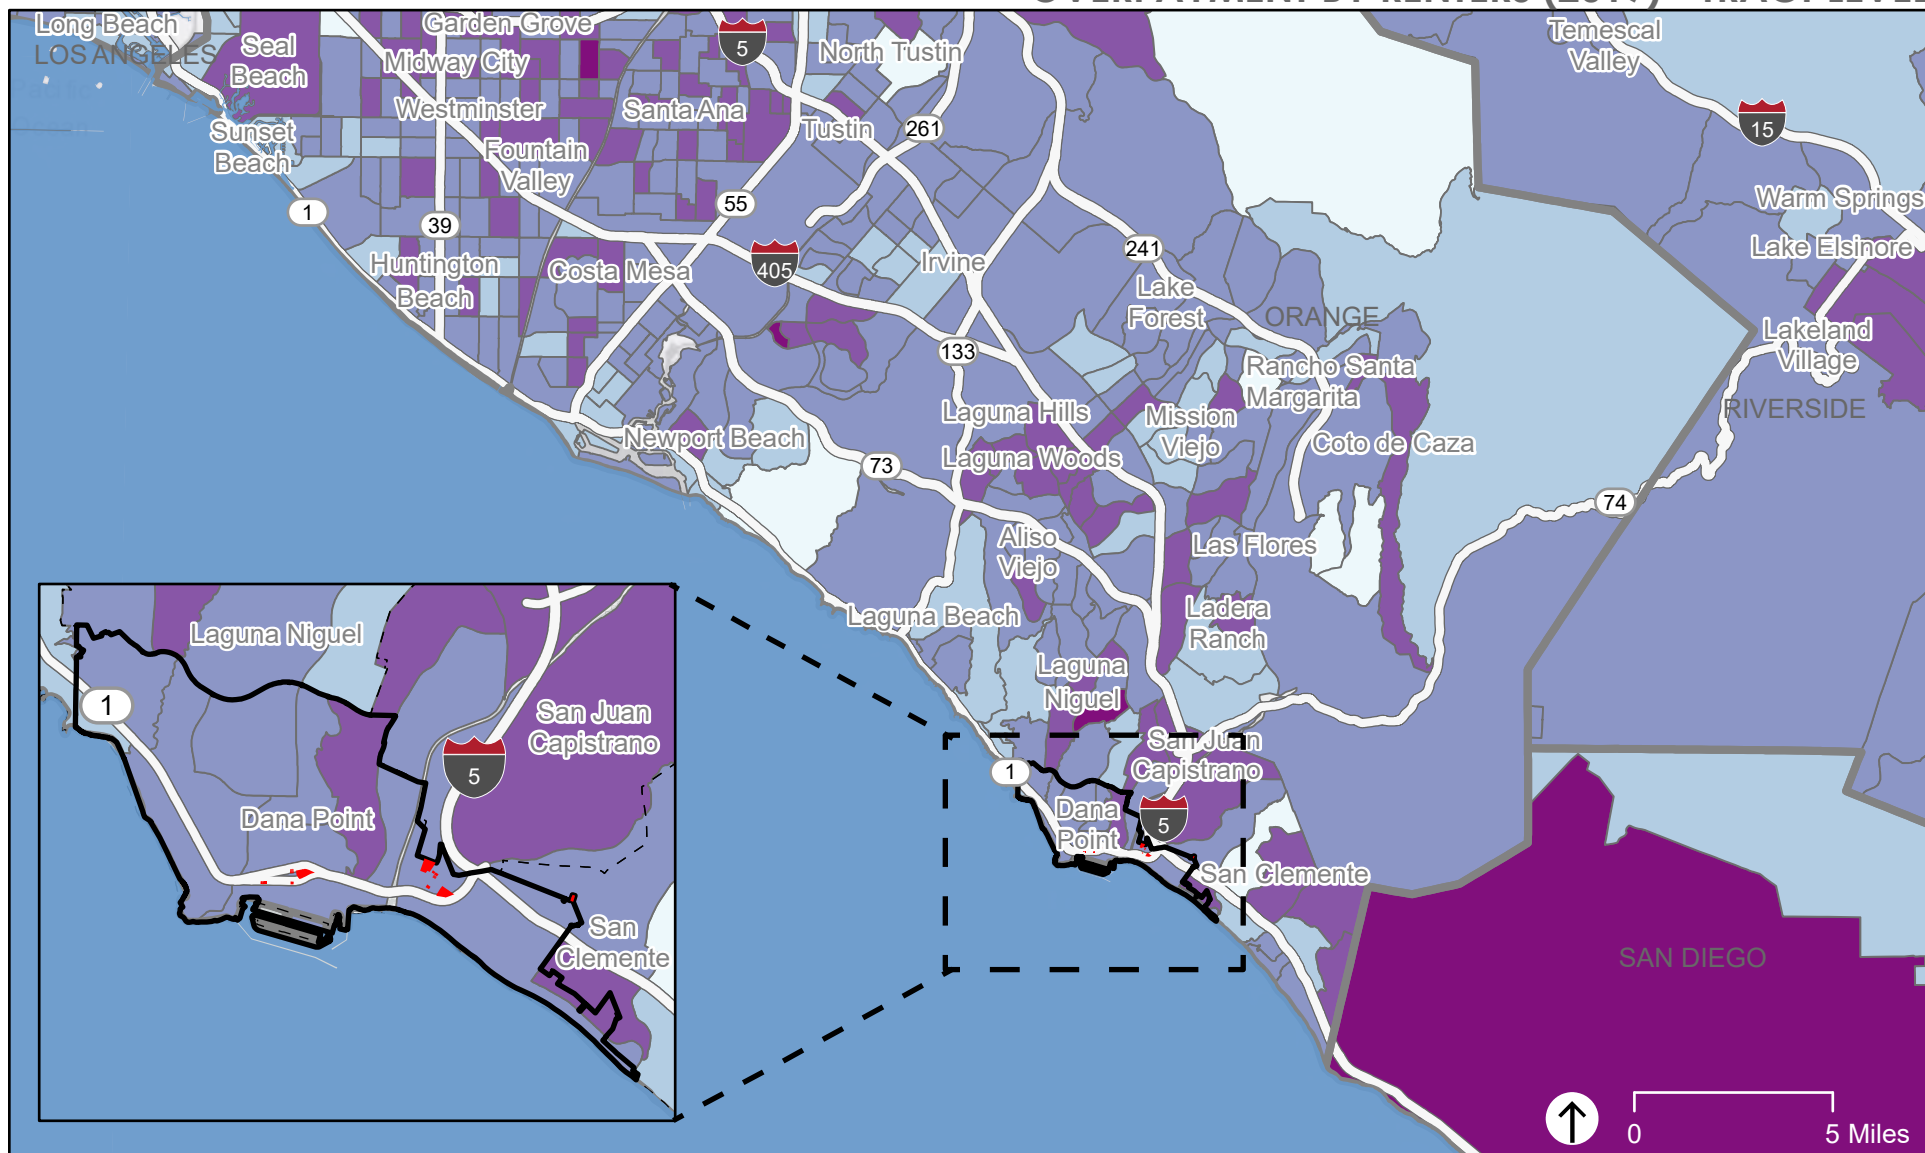 Long Beach
LOS ANGELES
Seal
Beach
Garden Grove
Midway City
Westminster
Santa Ana
5
North Tustin
Tustin
261
Temescal
Valley
15
Sunset
Beach
Fountain
Valley
1
39
55
405
Irvine
241
Warm Springs
Lake Elsinore
Huntington
Beach
Costa Mesa
Lake
Forest
ORANGE
Lakeland
Village
133
Rancho Santa
Margarita
RIVERSIDE
Newport Beach
Laguna Hills
Laguna Woods
Mission
Viejo
Coto de Caza
73
74
Aliso
Viejo
Las Flores
Laguna Beach
Ladera
Ranch
Laguna
Niguel
San Juan
Capistrano
1
Dana
Point
5
San Clemente
SAN DIEGO
Laguna Niguel
1
San Juan
Capistrano
5
Dana Point
San
Clemente
0 5 Miles